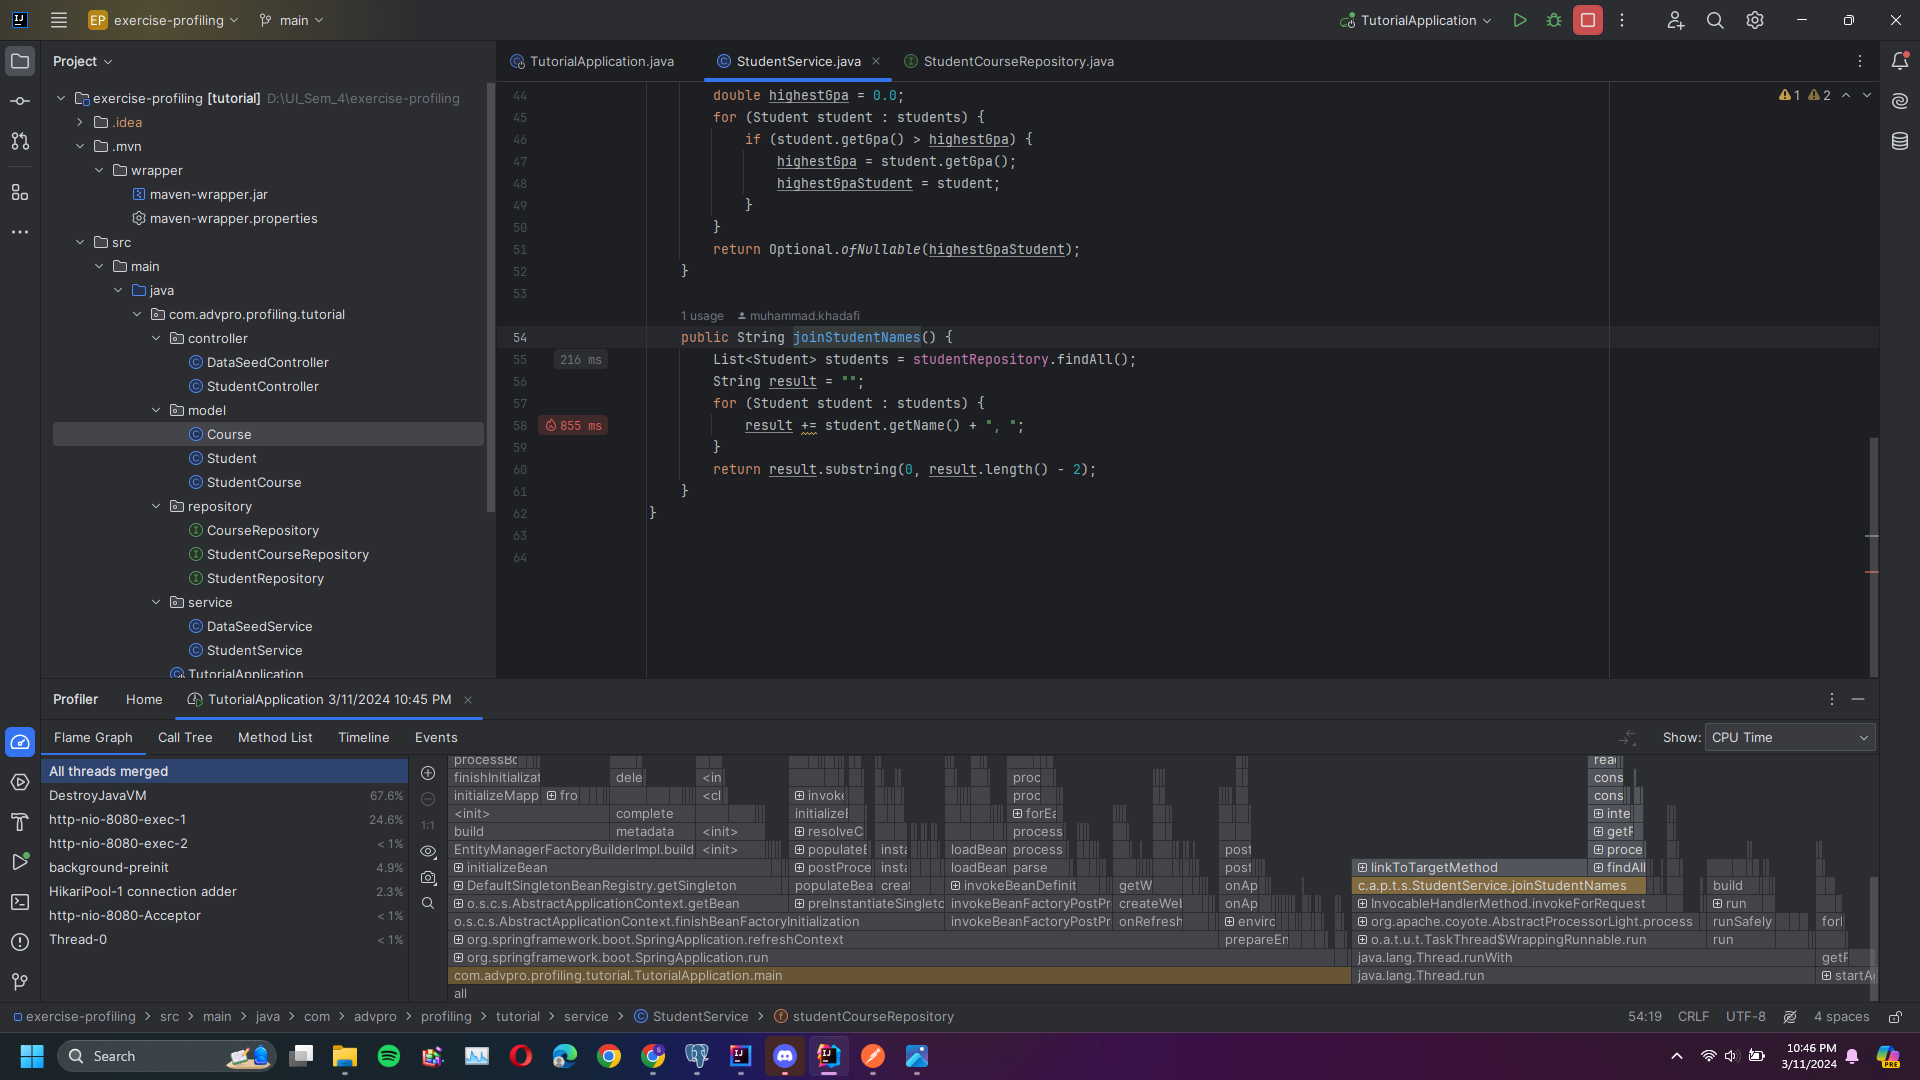 EP exercise-profiling main TutorialApplication
Project
exercise-profiling [tutorial] D:\UI_Sem_4\exercise-profiling
.idea
.mvn
wrapper
maven-wrapper.jar
maven-wrapper.properties
src
main
java
com.advpro.profiling.tutorial
controller
DataSeedController
StudentController
model
Course
Student
StudentCourse
repository
CourseRepository
StudentCourseRepository
StudentRepository
service
DataSeedService
StudentService
TutorialApplication
TutorialApplication.java StudentService.java StudentCourseRepository.java
1 2
44 double highestGpa = 0.0;
45 for (Student student : students) {
46 if (student.getGpa() > highestGpa) {
47 highestGpa = student.getGpa();
48 highestGpaStudent = student;
49 }
50 }
51 return Optional.ofNullable(highestGpaStudent);
52 }
53
1 usage muhammad.khadafi
54 public String joinStudentNames() {
55 216 ms List<Student> students = studentRepository.findAll();
56 String result = "";
57 for (Student student : students) {
58 855 ms result += student.getName() + ", ";
59 }
60 return result.substring(0, result.length() - 2);
61 }
62 }
63
64
Profiler Home TutorialApplication 3/11/2024 10:45 PM
Flame Graph Call Tree Method List Timeline Events Show: CPU Time
All threads merged
DestroyJavaVM 67.6%
http-nio-8080-exec-1 24.6%
http-nio-8080-exec-2 < 1%
background-preinit 4.9%
HikariPool-1 connection adder 2.3%
http-nio-8080-Acceptor < 1%
Thread-0 < 1%
1:1
finishInitializat dele <in proc cons
initializeMapp fro <cl invoke proc cons
<init> complete initializeE forEa inte
build metadata <init> resolveC process getF
EntityManagerFactoryBuilderImpl.build <init> populateE insta loadBean process post proce
initializeBean postProce insta loadBean parse post linkToTargetMethod findAll
DefaultSingletonBeanRegistry.getSingleton populateBea creat invokeBeanDefinit getW onAp c.a.p.t.s.StudentService.joinStudentNames build
o.s.c.s.AbstractApplicationContext.getBean preInstantiateSingletc invokeBeanFactoryPostPr createWeb onAp InvocableHandlerMethod.invokeForRequest run
o.s.c.s.AbstractApplicationContext.finishBeanFactoryInitialization invokeBeanFactoryPostPr onRefresh enviro org.apache.coyote.AbstractProcessorLight.process runSafely forl
org.springframework.boot.SpringApplication.refreshContext prepareEn o.a.t.u.t.TaskThread$WrappingRunnable.run run
org.springframework.boot.SpringApplication.run java.lang.Thread.runWith getF
com.advpro.profiling.tutorial.TutorialApplication.main java.lang.Thread.run startA
all
exercise-profiling > src > main > java > com > advpro > profiling > tutorial > service > StudentService > studentCourseRepository 54:19 CRLF UTF-8 4 spaces
Search 10:46 PM
3/11/2024